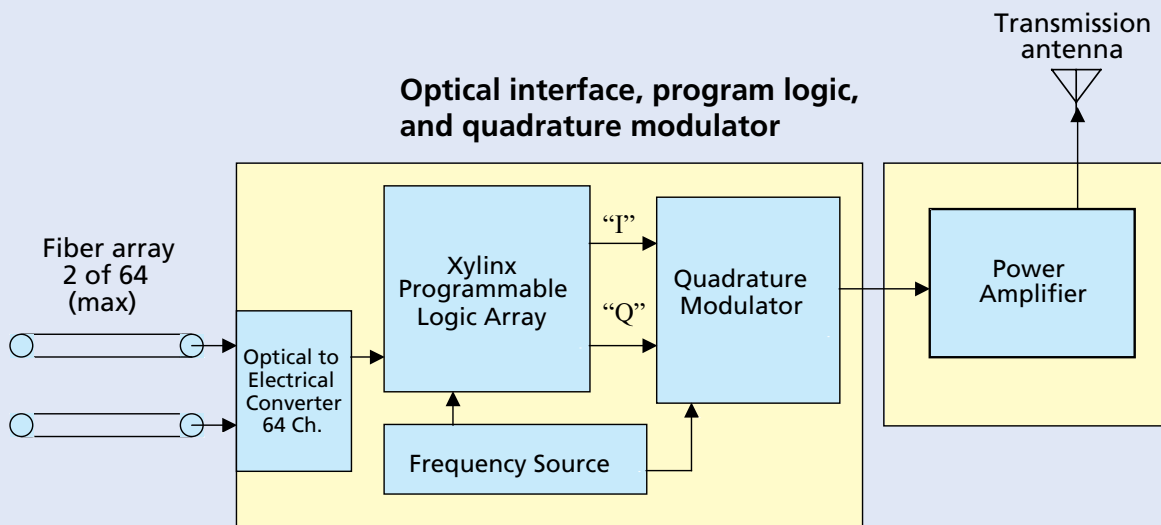 Transmission
antenna
Optical interface, program logic,
and quadrature modulator
Fiber array
2 of 64
(max)
Optical to
Electrical
Converter
64 Ch.
Xylinx
Programmable
Logic Array
“I”
“Q”
Quadrature
Modulator
Frequency Source
Power
Amplifier